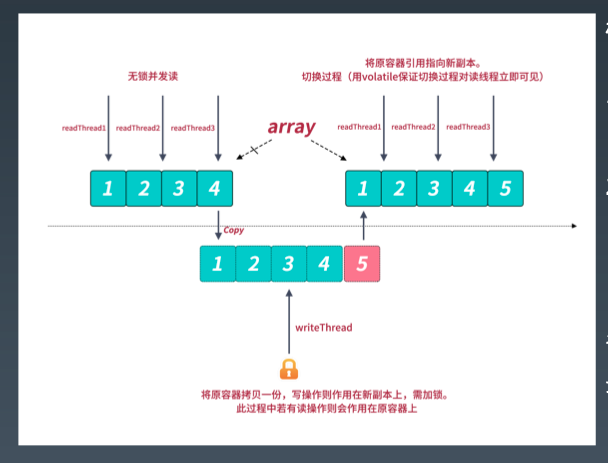 将原容器引用指向新副本。
无锁并发读
切换过程（用volatile保证切换过程对读线程立即可见）
readThread1 readThread2 readThread3
array
readThread1 readThread2 readThread3
1 2 3 4
1 2 3 4 5
Copy
1 2 3 4 5
writeThread
将原容器拷贝一份，写操作则作用在新副本上，需加锁。
此过程中若有读操作则会作用在原容器上